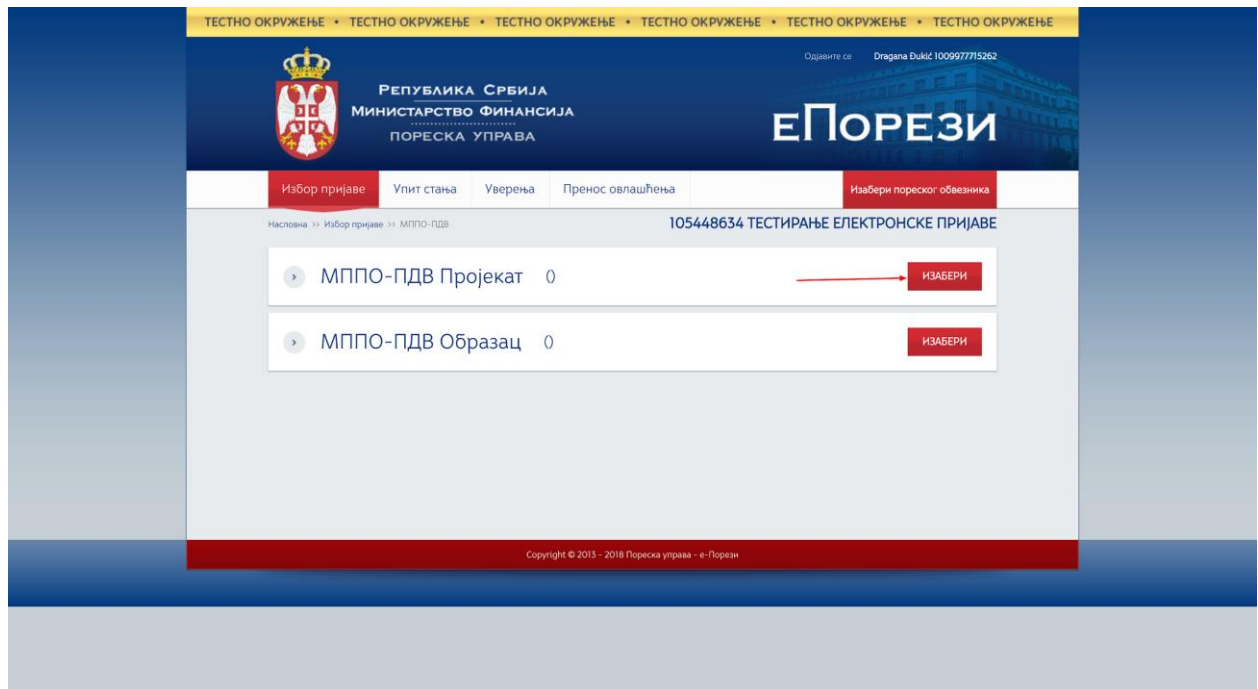 ТЕСТНО ОКРУЖЕЊЕ • ТЕСТНО ОКРУЖЕЊЕ • ТЕСТНО ОКРУЖЕЊЕ • ТЕСТНО ОКРУЖЕЊЕ • ТЕСТНО ОКРУЖЕЊЕ • ТЕСТНО ОКРУЖЕЊЕ
Одјавите се Dragana Đukić 1009977715262
РЕПУБЛИКА СРБИЈА
МИНИСТАРСТВО ФИНАНСИЈА
ПОРЕСКА УПРАВА
еПОРЕЗИ
Избор пријаве Упит стања Уверења Пренос овлашћења Изабери пореског обвезника
Насловна >> Избор пријаве >> МППО-ПДВ 105448634 ТЕСТИРАЊЕ ЕЛЕКТРОНСКЕ ПРИЈАВЕ
МППО-ПДВ Пројекат () ИЗАБЕРИ
МППО-ПДВ Образац () ИЗАБЕРИ
Copyright © 2013 - 2018 Пореска управа - е-Порези